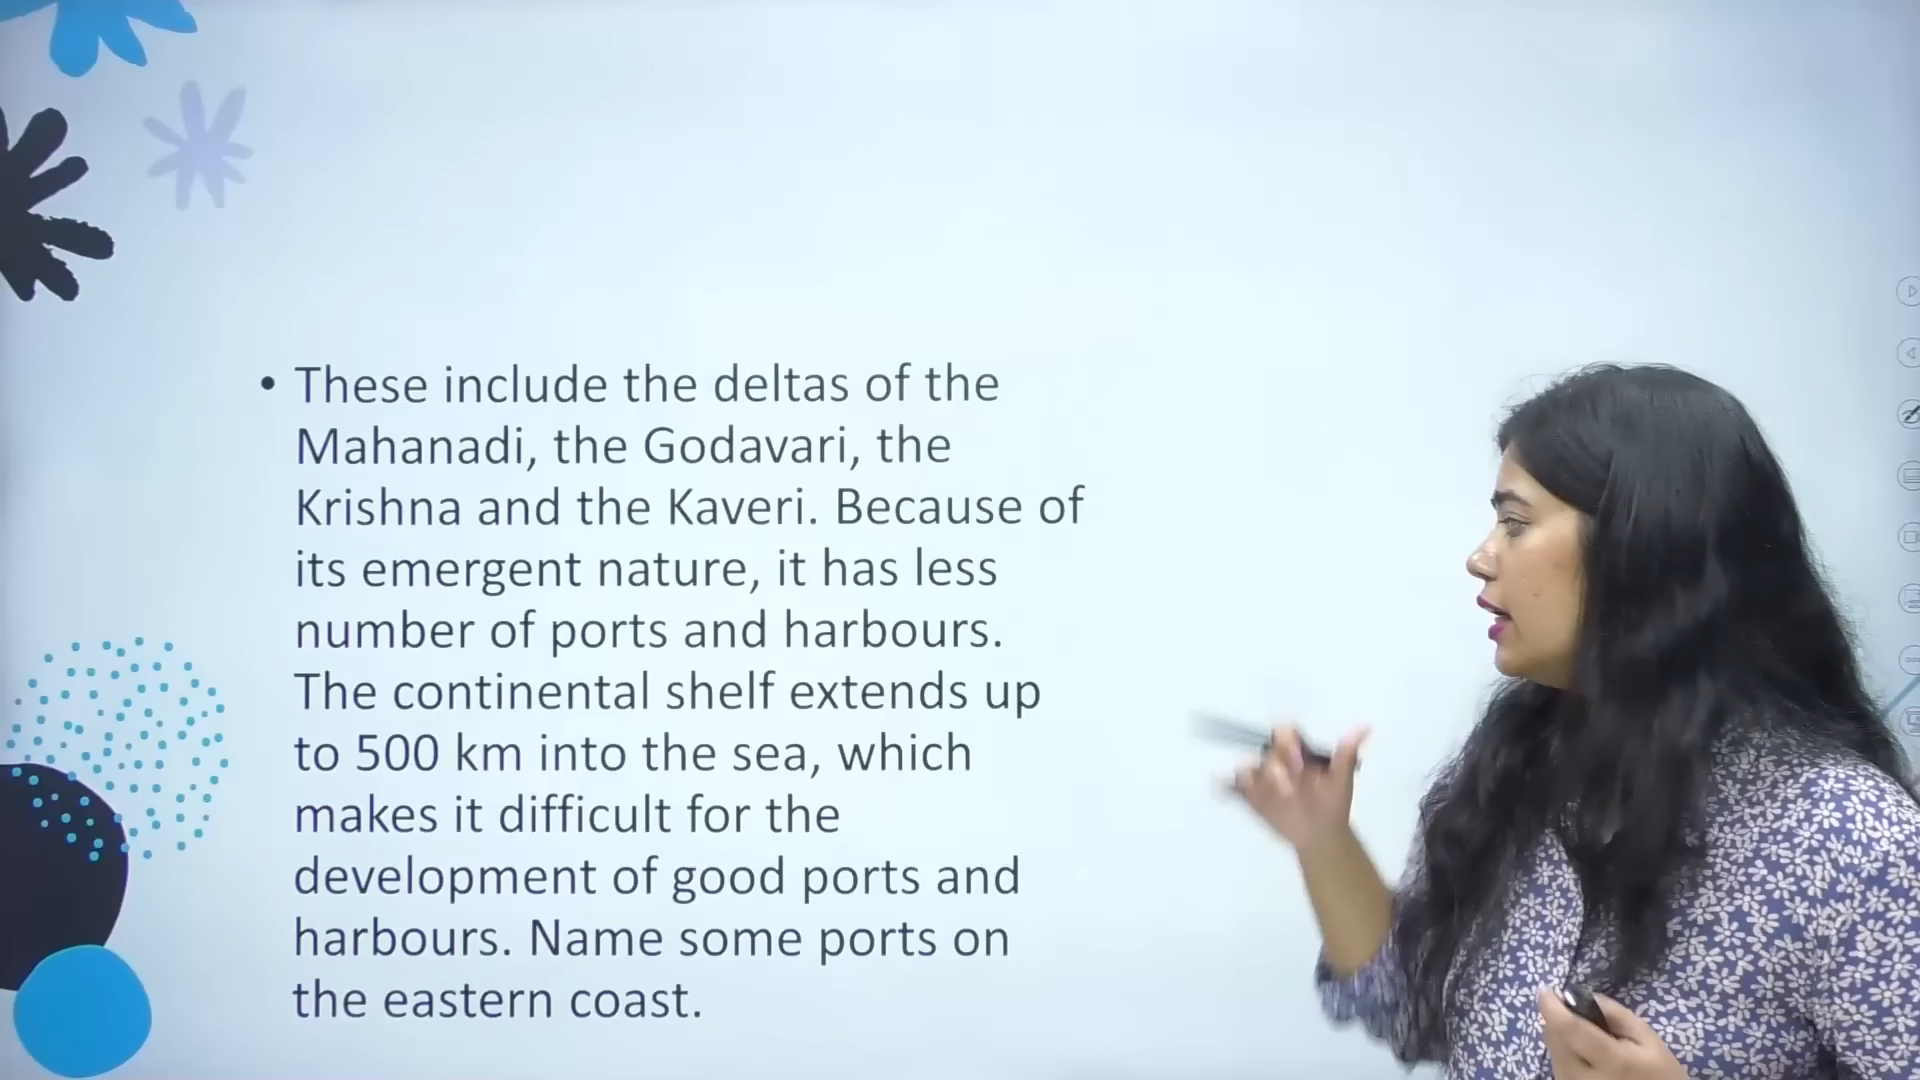 • These include the deltas of the
Mahanadi, the Godavari, the
Krishna and the Kaveri. Because of
its emergent nature, it has less
number of ports and harbours.
The continental shelf extends up
to 500 km into the sea, which
makes it difficult for the
development of good ports and
harbours. Name some ports on
the eastern coast.